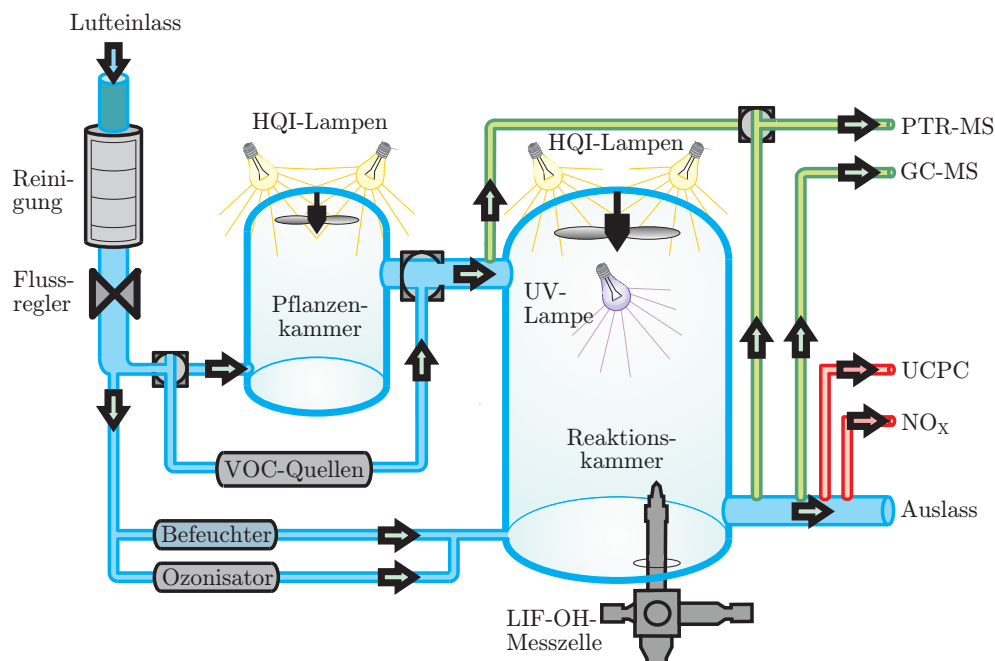 Lufteinlass
HQI-Lampen
HQI-Lampen
PTR-MS
GC-MS
Reini-
gung
Fluss-
regler
Pflanzen-
kammer
UV-
Lampe
UCPC
NOX
Reaktions-
kammer
VOC-Quellen
Auslass
Befeuchter
Ozonisator
LIF-OH-
Messzelle